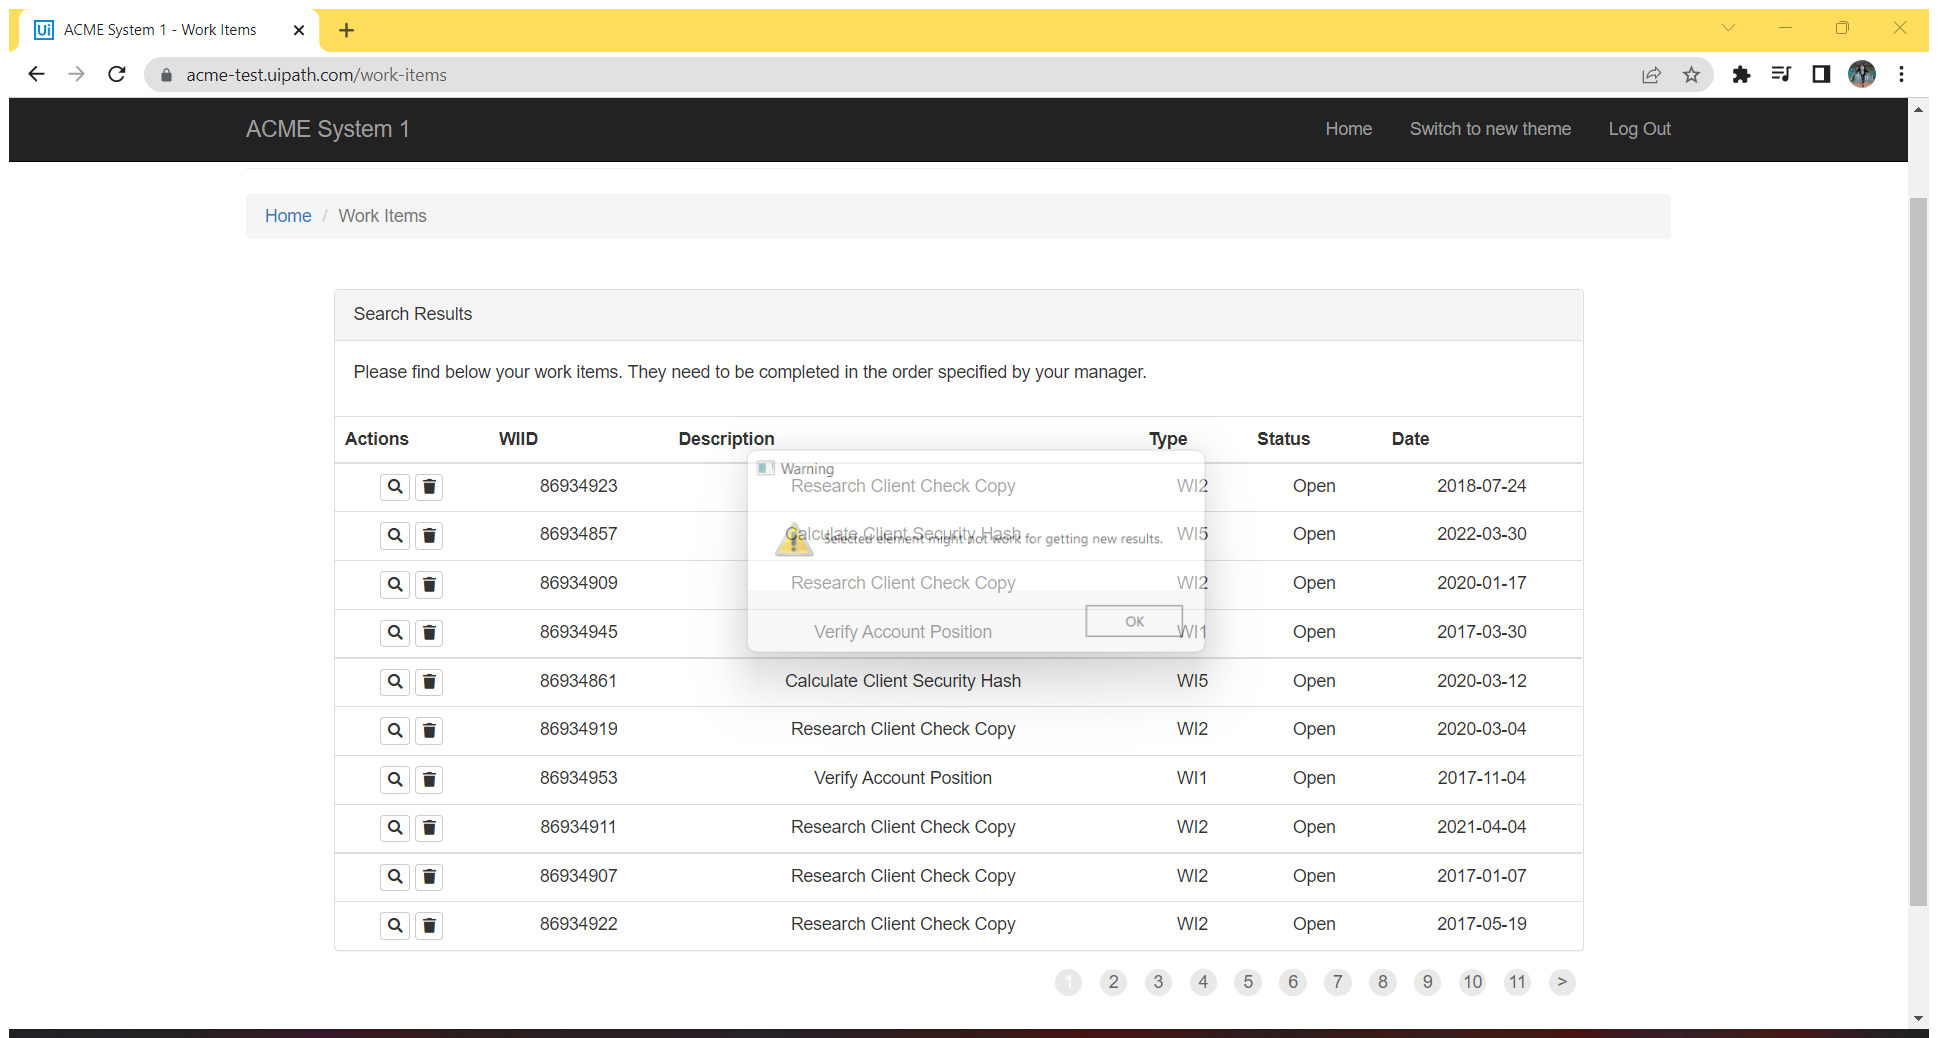 Ui ACME System 1 - Work Items
acme-test.uipath.com/work-items
ACME System 1 Home Switch to new theme Log Out
Home / Work Items
Search Results
Please find below your work items. They need to be completed in the order specified by your manager.
Actions WIID Description Type Status Date
Warning
86934923 Research Client Check Copy WI2 Open 2018-07-24
86934857 Calculate Client Security Hash WI5 Open 2022-03-30
Selected element might not work for getting new results.
86934909 Research Client Check Copy WI2 Open 2020-01-17
OK
86934945 Verify Account Position WI1 Open 2017-03-30
86934861 Calculate Client Security Hash WI5 Open 2020-03-12
86934919 Research Client Check Copy WI2 Open 2020-03-04
86934953 Verify Account Position WI1 Open 2017-11-04
86934911 Research Client Check Copy WI2 Open 2021-04-04
86934907 Research Client Check Copy WI2 Open 2017-01-07
86934922 Research Client Check Copy WI2 Open 2017-05-19
1 2 3 4 5 6 7 8 9 10 11 >